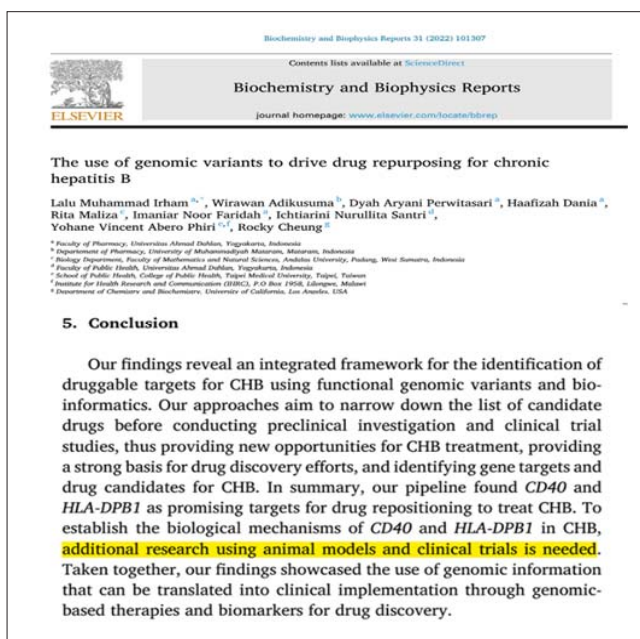 Biochemistry and Biophysics Reports 31 (2022) 101307
Contents lists available at ScienceDirect
Biochemistry and Biophysics Reports
journal homepage: www.elsevier.com/locate/bbrep
ELSEVIER
The use of genomic variants to drive drug repurposing for chronic
hepatitis B
Lalu Muhammad Irham a,*, Wirawan Adikusuma b, Dyah Aryani Perwitasari a, Haafizah Dania a,
Rita Maliza c, Imaniar Noor Faridah a, Ichtiarini Nurullita Santri d,
Yohane Vincent Abero Phiri e,f, Rocky Cheung g
a Faculty of Pharmacy, Universitas Ahmad Dahlan, Yogyakarta, Indonesia
b Departement of Pharmacy, University of Muhammadiyah Mataram, Mataram, Indonesia
c Biology Department, Faculty of Mathematics and Natural Sciences, Andalas University, Padang, West Sumatra, Indonesia
d Faculty of Public Health, Universitas Ahmad Dahlan, Yogyakarta, Indonesia
e School of Public Health, College of Public Health, Taipei Medical University, Taipei, Taiwan
f Institute for Health Research and Communication (IHRC), P.O Box 1958, Lilongwe, Malawi
g Department of Chemistry and Biochemistry, University of California, Los Angeles, USA
5. Conclusion
Our findings reveal an integrated framework for the identification of
druggable targets for CHB using functional genomic variants and bio-
informatics. Our approaches aim to narrow down the list of candidate
drugs before conducting preclinical investigation and clinical trial
studies, thus providing new opportunities for CHB treatment, providing
a strong basis for drug discovery efforts, and identifying gene targets and
drug candidates for CHB. In summary, our pipeline found CD40 and
HLA-DPB1 as promising targets for drug repositioning to treat CHB. To
establish the biological mechanisms of CD40 and HLA-DPB1 in CHB,
additional research using animal models and clinical trials is needed.
Taken together, our findings showcased the use of genomic information
that can be translated into clinical implementation through genomic-
based therapies and biomarkers for drug discovery.